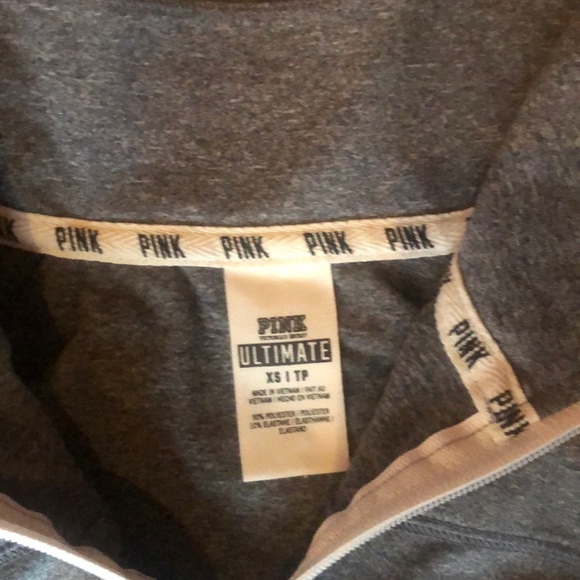 PINK PINK PINK PINK PINK
PINK
PINK
PINK
VICTORIA'S SECRET
ULTIMATE
XS | TP
MADE IN VIETNAM / FAIT AU
VIETNAM / HECHO EN VIETNAM
90% POLYESTER / POLYESTER
10% ELASTANE / ELASTHANNE /
ELASTANO